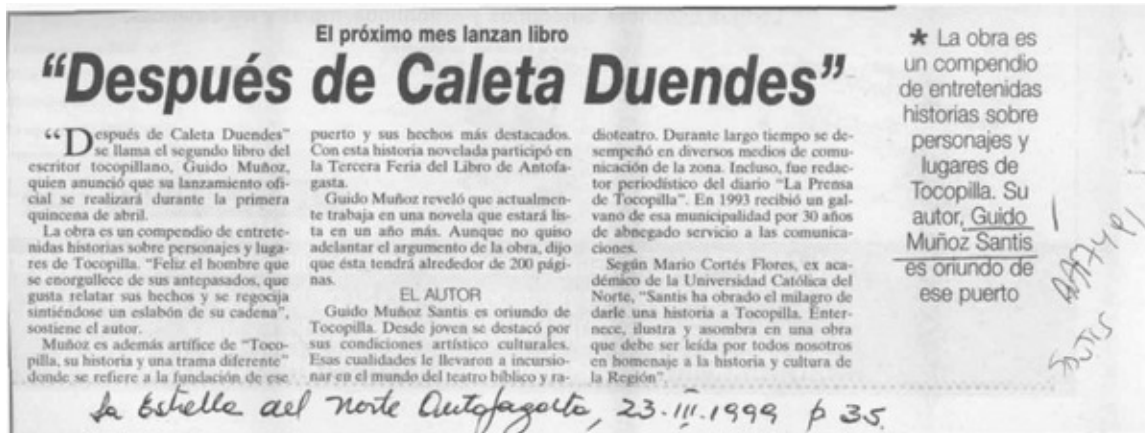 El próximo mes lanzan libro
“Después de Caleta Duendes”
“Después de Caleta Duendes”
se llama el segundo libro del
escritor tocopillano, Guido Muñoz,
quien anunció que su lanzamiento ofi-
cial se realizará durante la primera
quincena de abril.
La obra es un compendio de entrete-
nidas historias sobre personajes y luga-
res de Tocopilla. “Feliz el hombre que
se enorgullece de sus antepasados, que
gusta relatar sus hechos y se regocija
sintiéndose un eslabón de su cadena”,
sostiene el autor.
Muñoz es además artífice de “Toco-
pilla, su historia y una trama diferente”
donde se refiere a la fundación de ese
puerto y sus hechos más destacados.
Con esta historia novelada participó en
la Tercera Feria del Libro de Antofa-
gasta.
Guido Muñoz reveló que actualmen-
te trabaja en una novela que estará lis-
ta en un año más. Aunque no quiso
adelantar el argumento de la obra, dijo
que ésta tendrá alrededor de 200 pági-
nas.
EL AUTOR
Guido Muñoz Santis es oriundo de
Tocopilla. Desde joven se destacó por
sus condiciones artístico culturales.
Esas cualidades le llevaron a incursio-
nar en el mundo del teatro bíblico y ra-
dioteatro. Durante largo tiempo se de-
sempeñó en diversos medios de comu-
nicación de la zona. Incluso, fue redac-
tor periodístico del diario “La Prensa
de Tocopilla”. En 1993 recibió un gal-
vano de esa municipalidad por 30 años
de abnegado servicio a las comunica-
ciones.
Según Mario Cortés Flores, ex aca-
démico de la Universidad Católica del
Norte, “Santis ha obrado el milagro de
darle una historia a Tocopilla. Enter-
nece, ilustra y asombra en una obra
que debe ser leída por todos nosotros
en homenaje a la historia y cultura de
la Región”.
* La obra es
un compendio
de entretenidas
historias sobre
personajes y
lugares de
Tocopilla. Su
autor, Guido
Muñoz Santis
es oriundo de
ese puerto
La Estrella del Norte Antofagasta, 23-III-1999 p 35.